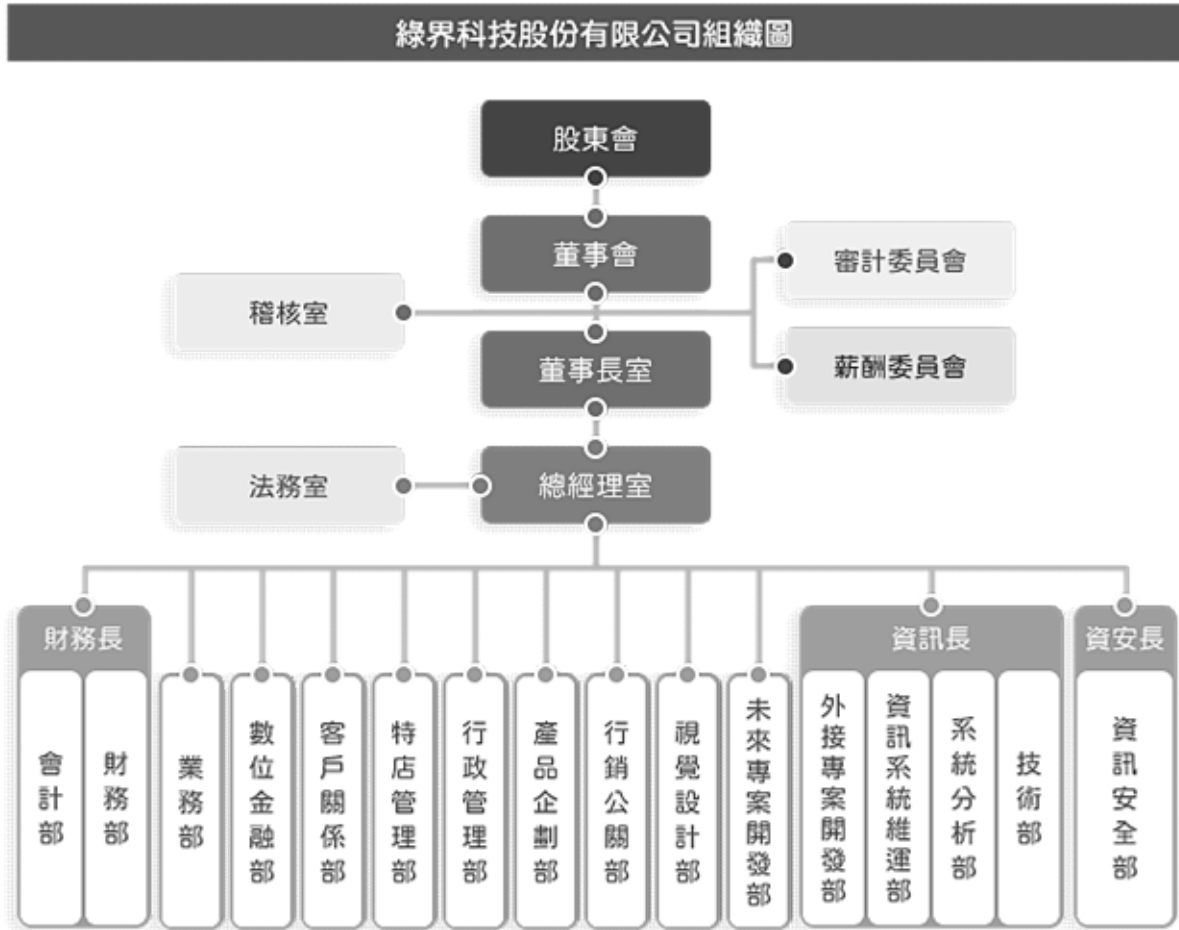 綠界科技股份有限公司組織圖
股東會
董事會
審計委員會
稽核室
董事長室
薪酬委員會
法務室
總經理室
財務長
資訊長
資安長
會計部
財務部
業務部
數位金融部
客戶關係部
特店管理部
行政管理部
產品企劃部
行銷公關部
視覺設計部
未來專案開發部
外接專案開發部
資訊系統維運部
系統分析部
技術部
資訊安全部